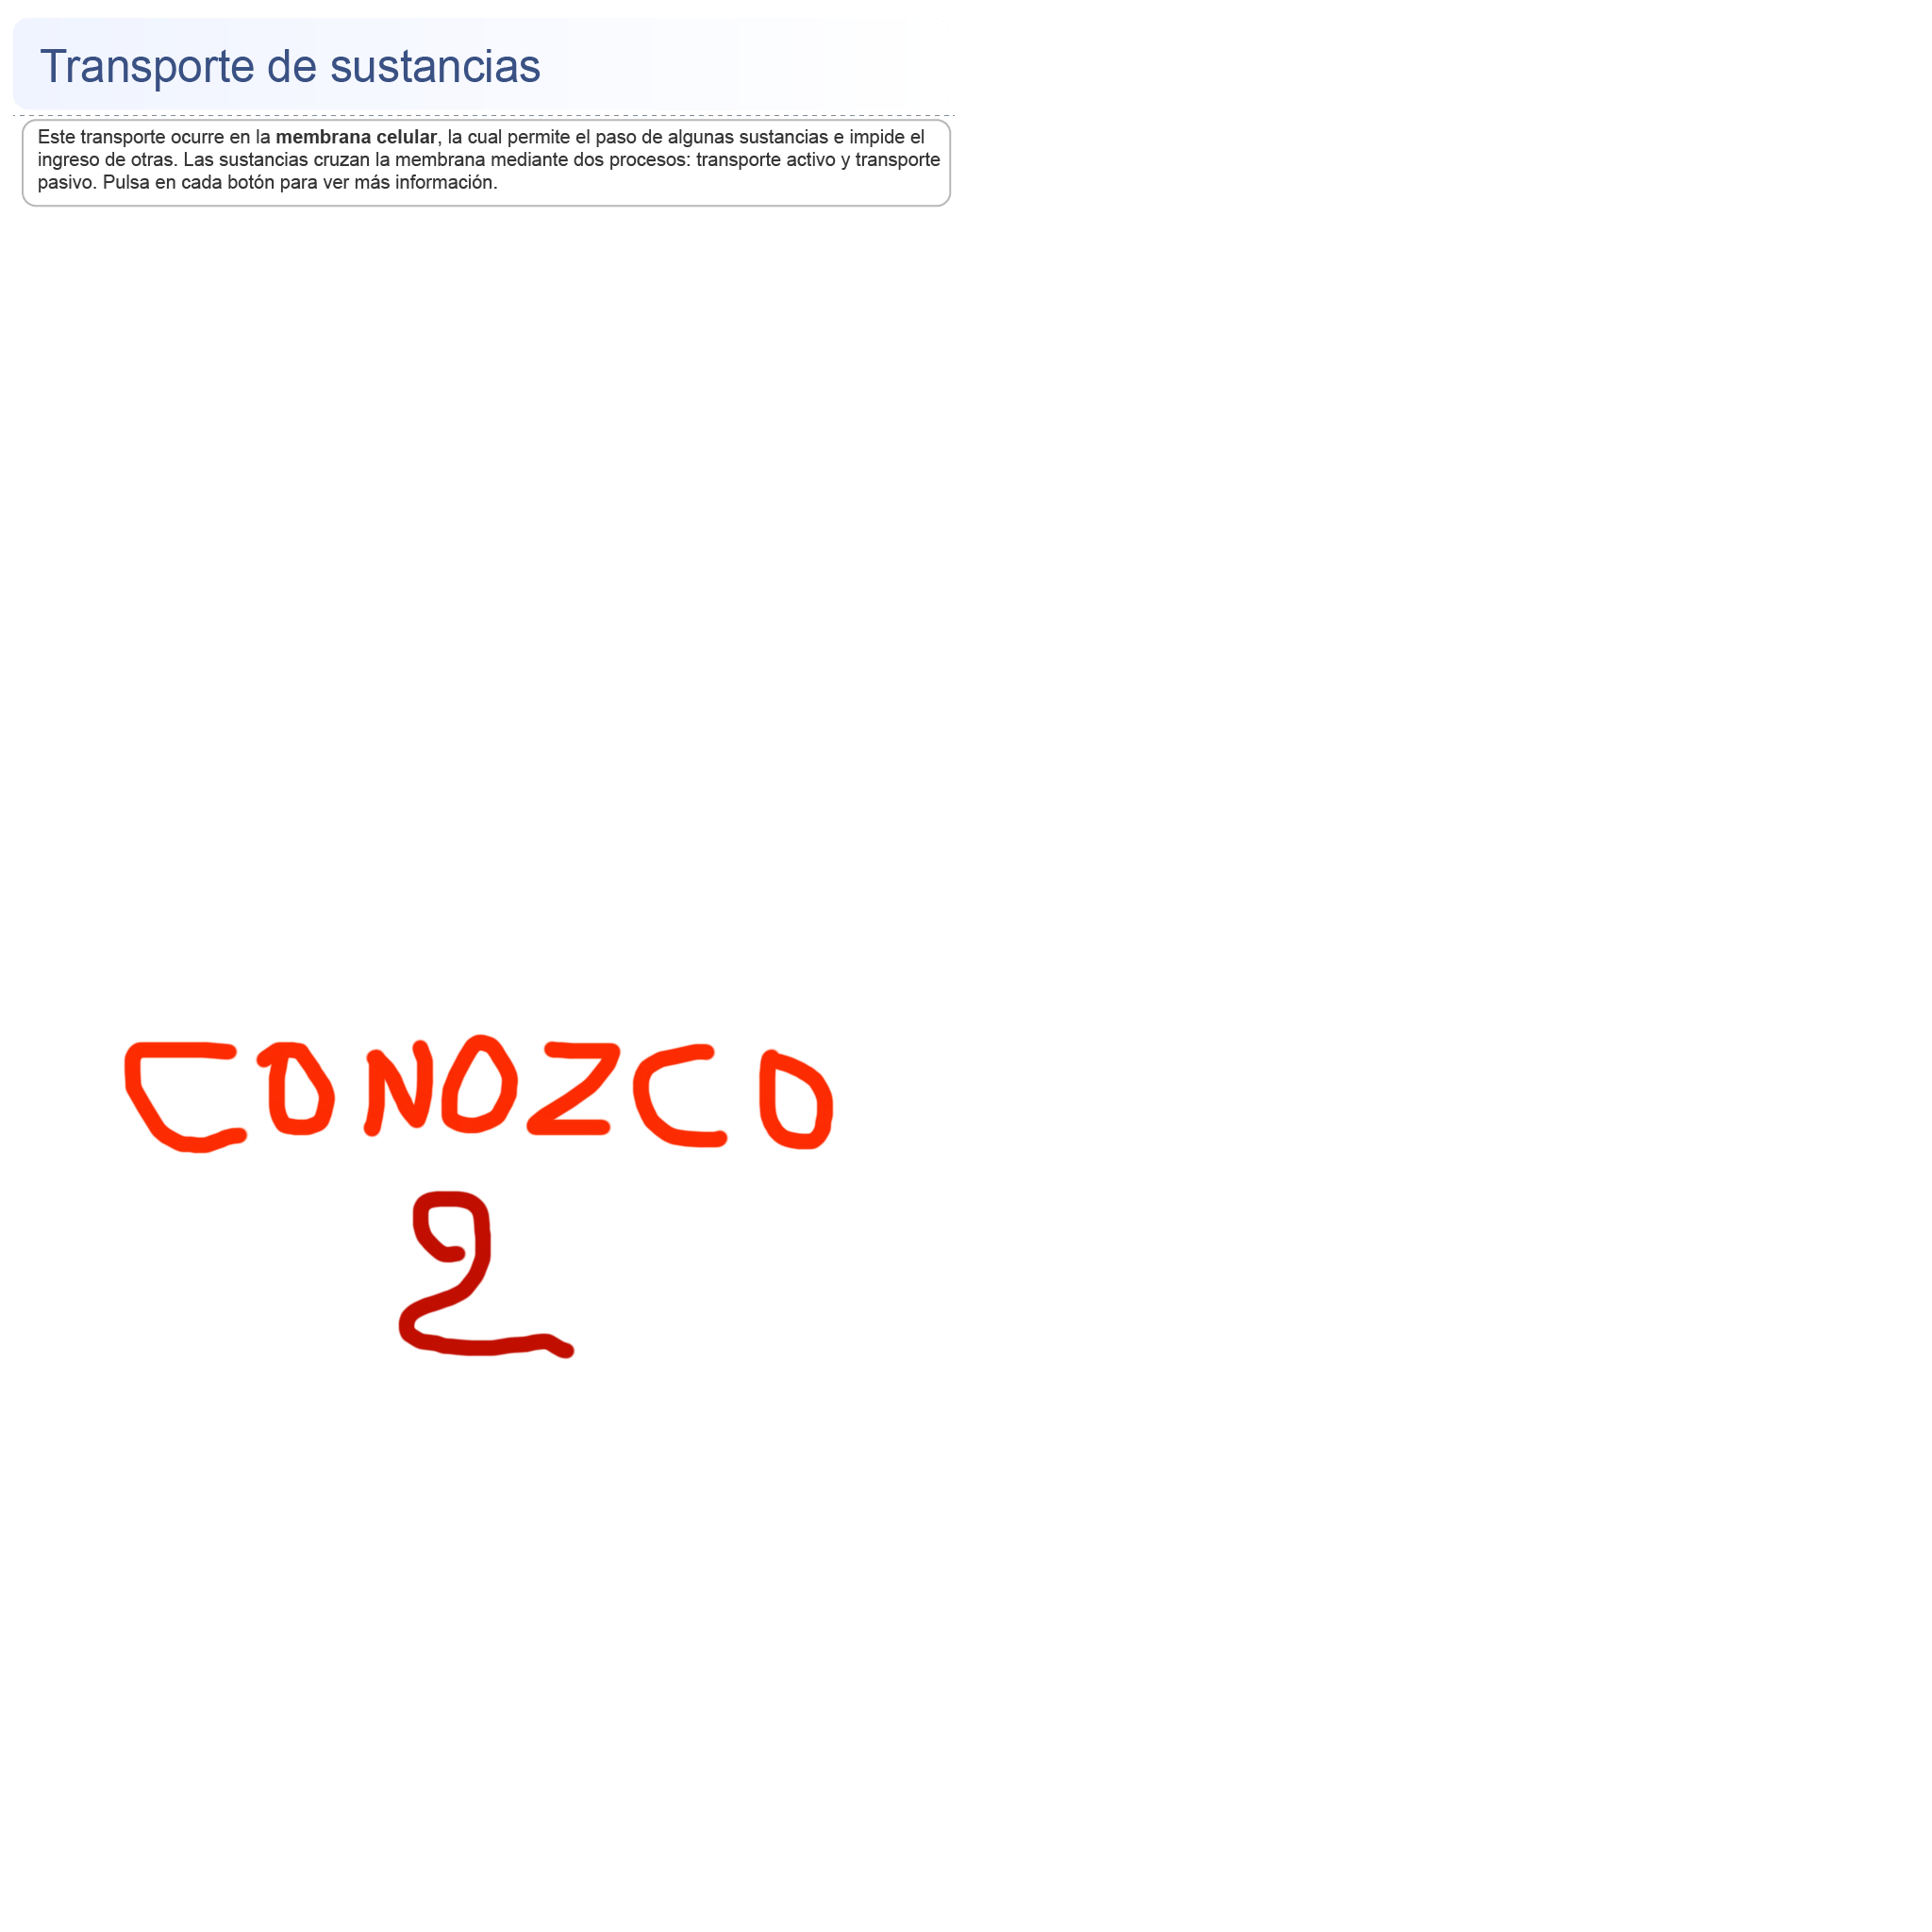 Transporte de sustancias
Este transporte ocurre en la membrana celular, la cual permite el paso de algunas sustancias e impide el
ingreso de otras. Las sustancias cruzan la membrana mediante dos procesos: transporte activo y transporte
pasivo. Pulsa en cada botón para ver más información.
CONOZCO
2